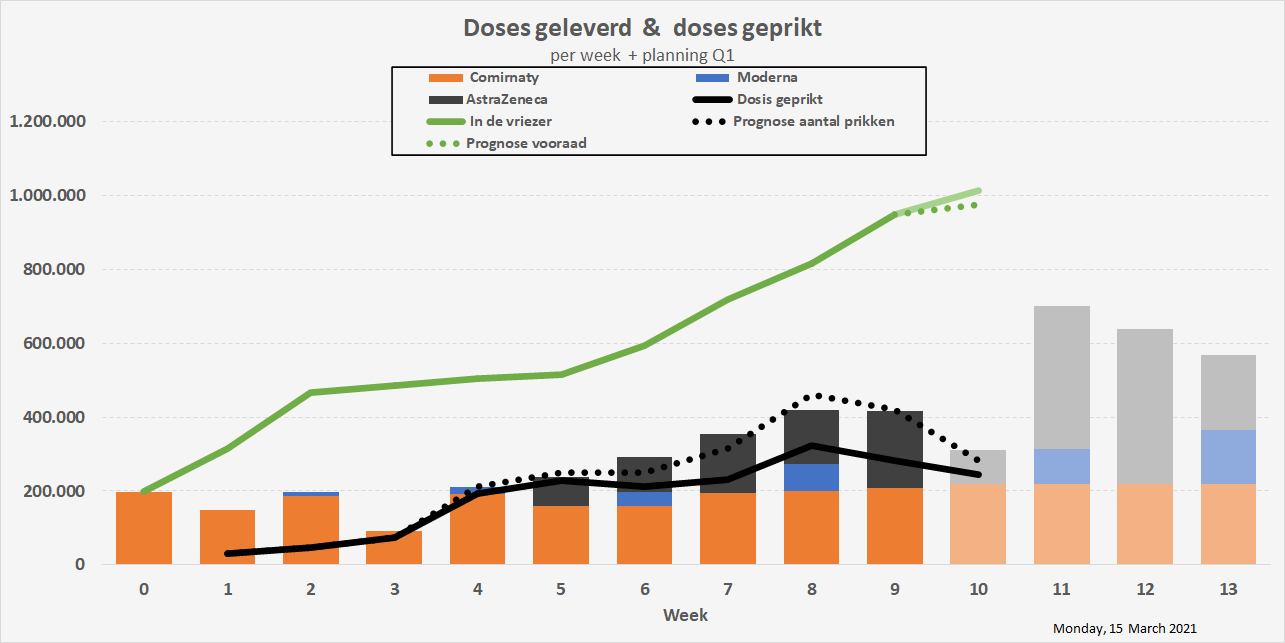 Doses geleverd & doses geprikt
per week + planning Q1
Comirnaty
Moderna
AstraZeneca
Dosis geprikt
In de vriezer
Prognose aantal prikken
Prognose vooraad
1.200.000
1.000.000
800.000
600.000
400.000
200.000
0
0 1 2 3 4 5 6 7 8 9 10 11 12 13
Week
Monday, 15 March 2021